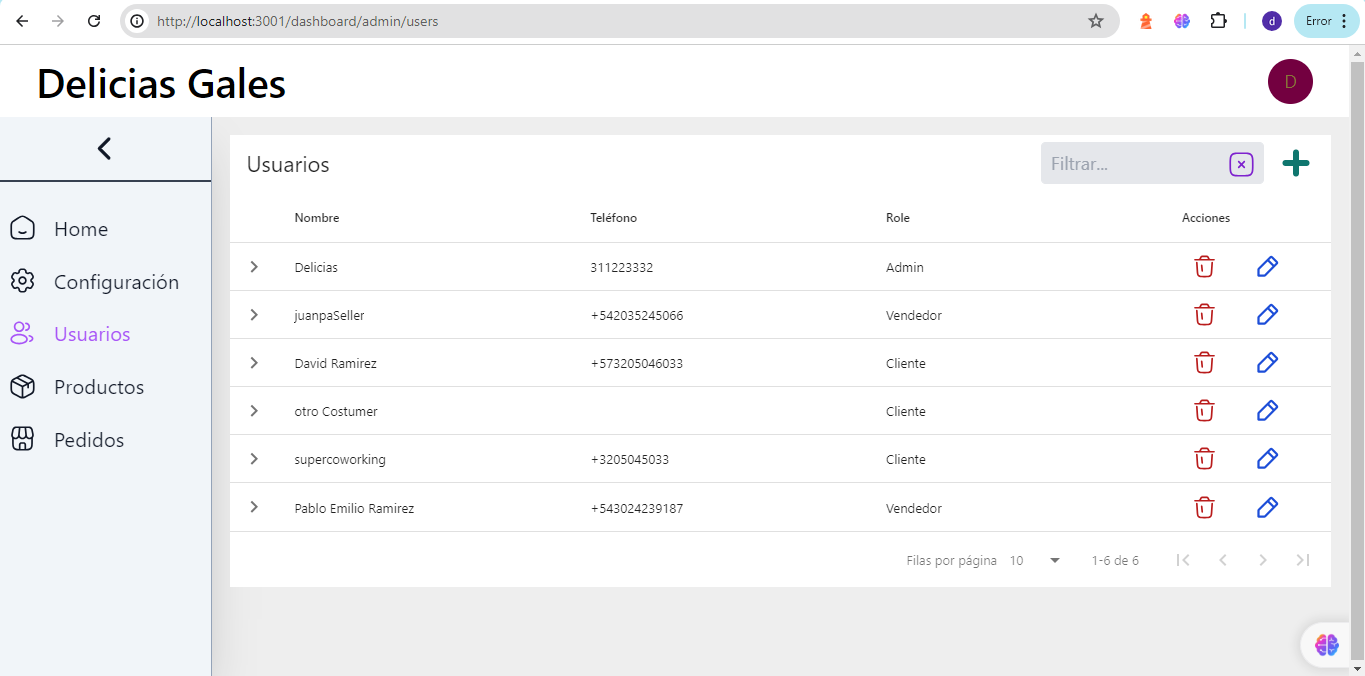 http://localhost:3001/dashboard/admin/users
d
Error
Delicias Gales
D
Home
Configuración
Usuarios
Productos
Pedidos
Usuarios
Filtrar...
Nombre Teléfono Role Acciones
Delicias 311223332 Admin
juanpaSeller +542035245066 Vendedor
David Ramirez +573205046033 Cliente
otro Costumer Cliente
supercoworking +3205045033 Cliente
Pablo Emilio Ramirez +543024239187 Vendedor
Filas por página 10 1-6 de 6